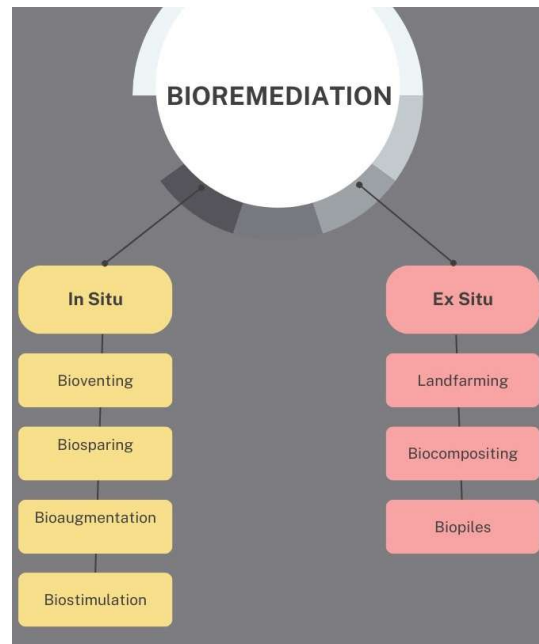 BIOREMEDIATION
In Situ
Bioventing
Biosparing
Bioaugmentation
Biostimulation
Ex Situ
Landfarming
Biocompositing
Biopiles